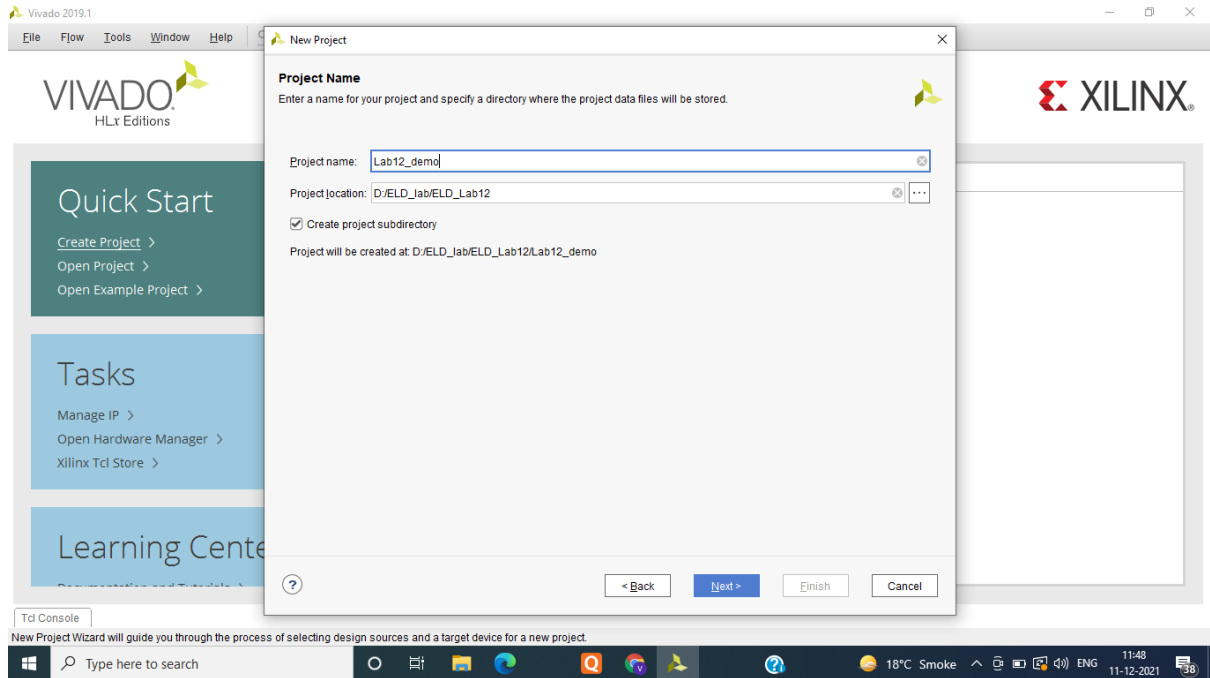 Vivado 2019.1
File Flow Tools Window Help
New Project
VIVADO.
HLx Editions
XILINX®
Project Name
Enter a name for your project and specify a directory where the project data files will be stored.
Project name: Lab12_demo
Project location: D:/ELD_lab/ELD_Lab12
Create project subdirectory
Project will be created at: D:/ELD_lab/ELD_Lab12/Lab12_demo
Quick Start
Create Project >
Open Project >
Open Example Project >
Tasks
Manage IP >
Open Hardware Manager >
Xilinx Tcl Store >
Learning Cente
Documentation and Tutorials >
? < Back Next > Finish Cancel
Tcl Console
New Project Wizard will guide you through the process of selecting design sources and a target device for a new project.
Type here to search
18°C Smoke
ENG
11:48
11-12-2021
38